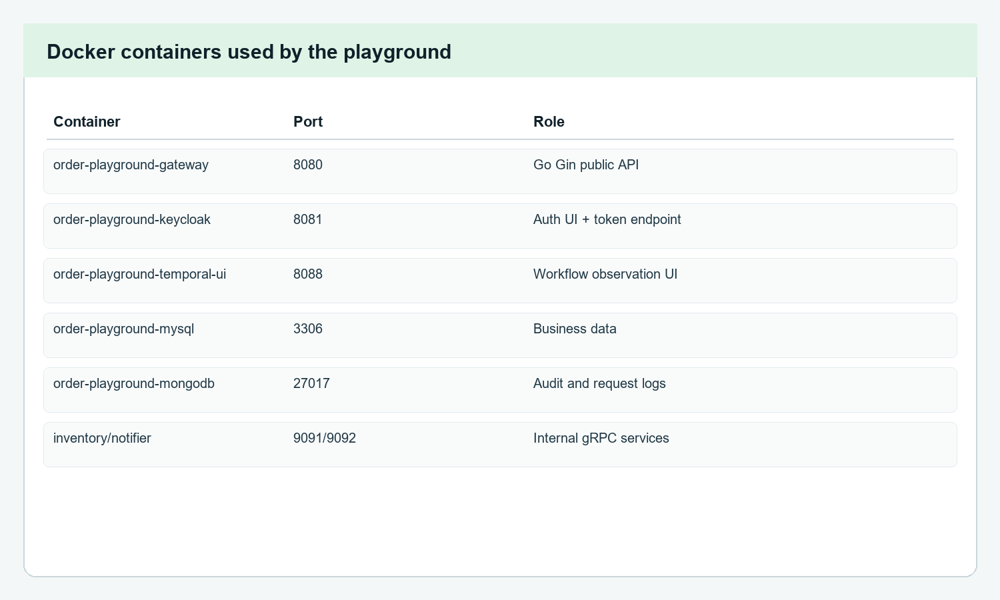 Docker containers used by the playground
Container Port Role
order-playground-gateway 8080 Go Gin public API
order-playground-keycloak 8081 Auth UI + token endpoint
order-playground-temporal-ui 8088 Workflow observation UI
order-playground-mysql 3306 Business data
order-playground-mongodb 27017 Audit and request logs
inventory/notifier 9091/9092 Internal gRPC services